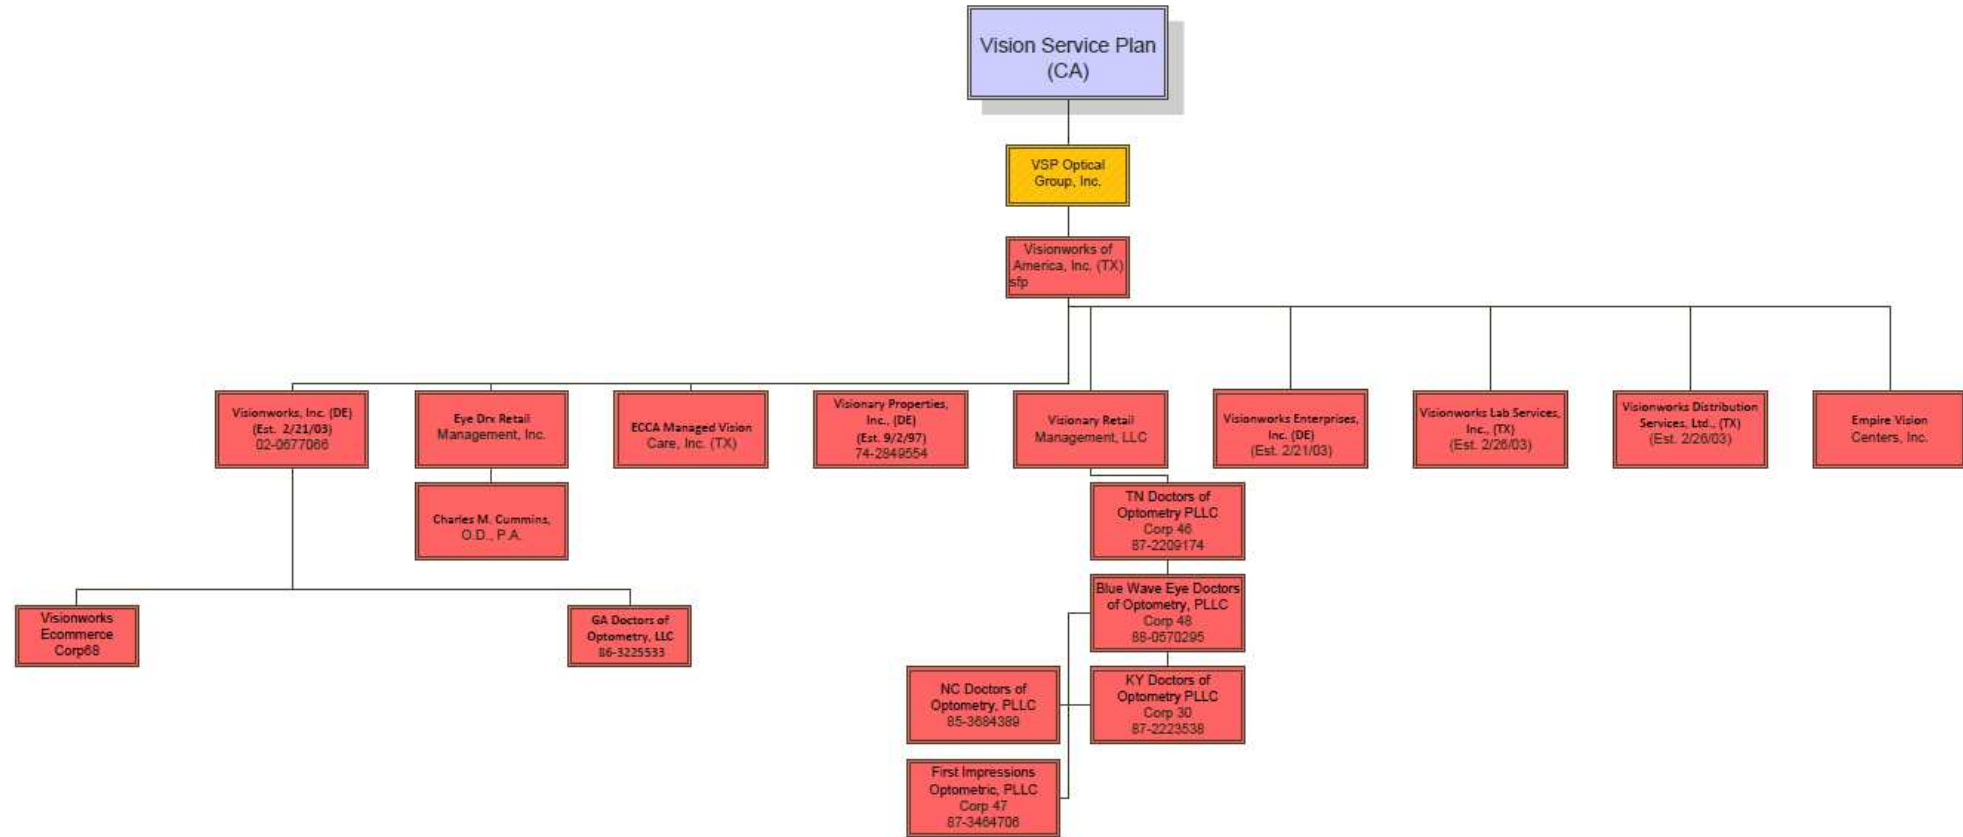 Vision Service Plan
(CA)
VSP Optical
Group, Inc.
Visionworks of
America, Inc. (TX)
sfp
Visionworks, Inc. (DE)
(Est. 2/21/03)
02-0677066
Eye Drx Retail
Management, Inc.
ECCA Managed Vision
Care, Inc. (TX)
Visionary Properties,
Inc., (DE)
(Est. 9/2/97)
74-2849554
Visionary Retail
Management, LLC
Visionworks Enterprises,
Inc. (DE)
(Est. 2/21/03)
Visionworks Lab Services,
Inc., (TX)
(Est. 2/26/03)
Visionworks Distribution
Services, Ltd., (TX)
(Est. 2/26/03)
Empire Vision
Centers, Inc.
Charles M. Cummins,
O.D., P.A.
TN Doctors of
Optometry PLLC
Corp 46
87-2209174
Visionworks
Ecommerce
Corp68
GA Doctors of
Optometry, LLC
86-3225533
Blue Wave Eye Doctors
of Optometry, PLLC
Corp 48
88-0570295
NC Doctors of
Optometry, PLLC
85-3684389
KY Doctors of
Optometry PLLC
Corp 30
87-2223538
First Impressions
Optometric, PLLC
Corp 47
87-3464706